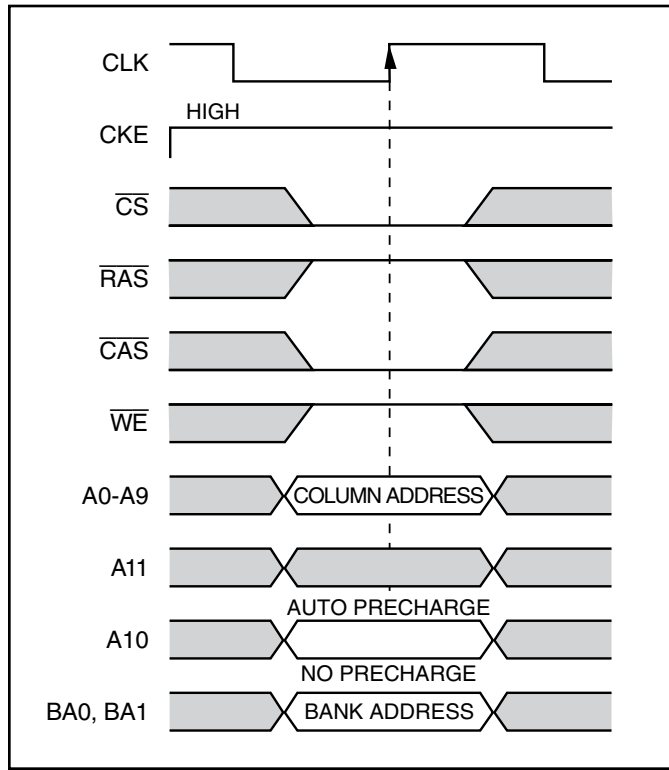 CLK
HIGH
CKE
CS
RAS
CAS
WE
A0-A9 COLUMN ADDRESS
A11
AUTO PRECHARGE
A10
NO PRECHARGE
BA0, BA1 BANK ADDRESS